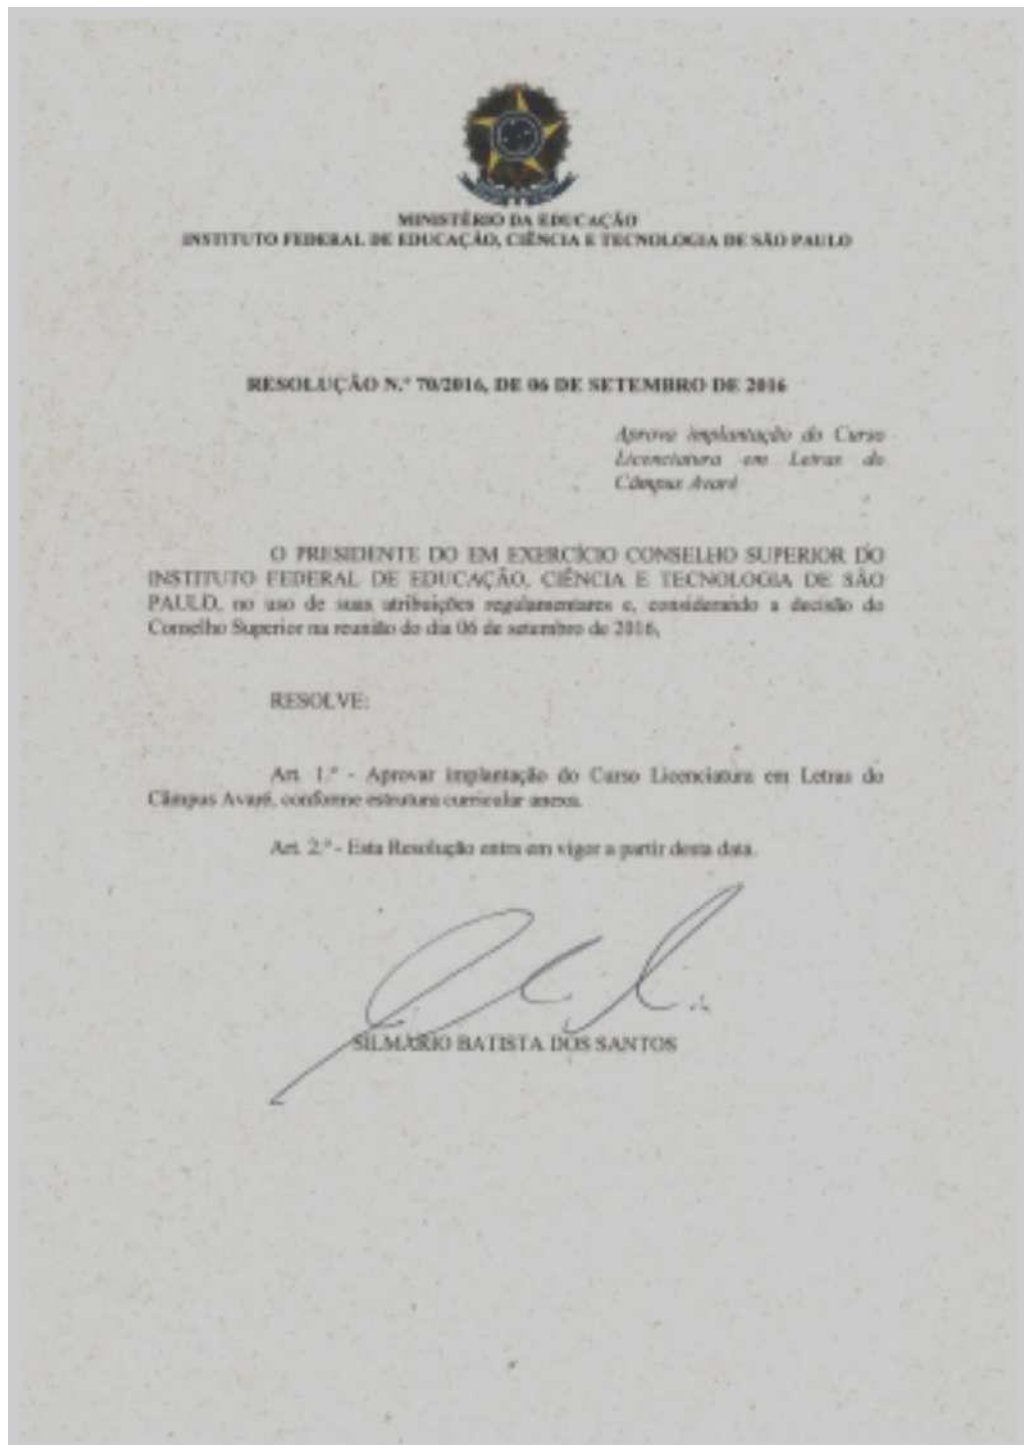 MINISTÉRIO DA EDUCAÇÃO
INSTITUTO FEDERAL DE EDUCAÇÃO, CIÊNCIA E TECNOLOGIA DE SÃO PAULO
RESOLUÇÃO N.º 70/2016, DE 06 DE SETEMBRO DE 2016
Aprova implantação do Curso
Licenciatura em Letras do
Câmpus Avaré
O PRESIDENTE DO EM EXERCÍCIO CONSELHO SUPERIOR DO
INSTITUTO FEDERAL DE EDUCAÇÃO, CIÊNCIA E TECNOLOGIA DE SÃO
PAULO, no uso de suas atribuições regulamentares e, considerando a decisão do
Conselho Superior na reunião do dia 06 de setembro de 2016,
RESOLVE:
Art. 1.º - Aprovar implantação do Curso Licenciatura em Letras do
Câmpus Avaré, conforme estrutura curricular anexa.
Art. 2.º - Esta Resolução entra em vigor a partir desta data.
SILMÁRIO BATISTA DOS SANTOS